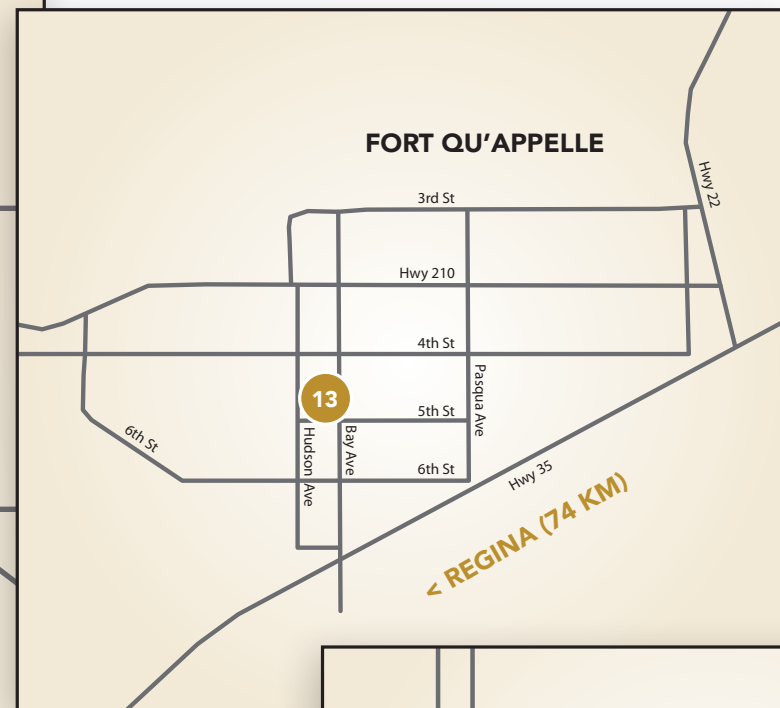 FORT QU’APPELLE
Hwy 22
3rd St
Hwy 210
4th St
Pasqua Ave
13
5th St
6th St
Hudson Ave
Bay Ave
6th St
Hwy 35
< REGINA (74 KM)